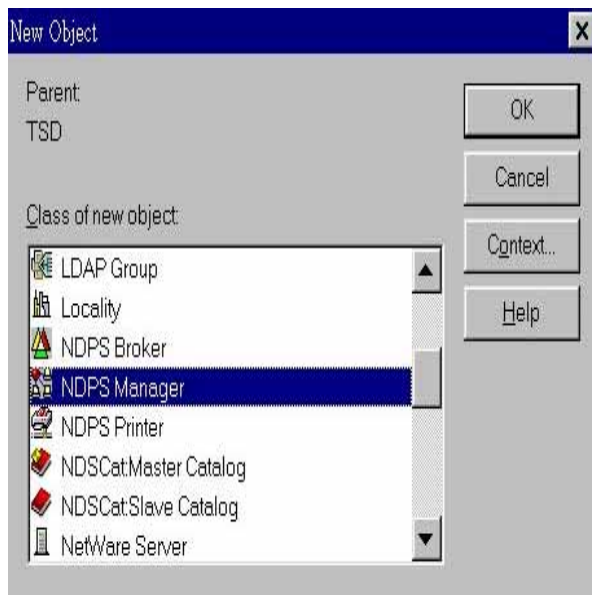 New Object
Parent:
TSD
Class of new object:
LDAP Group
Locality
NDPS Broker
NDPS Manager
NDPS Printer
NDSCat:Master Catalog
NDSCat:Slave Catalog
NetWare Server
OK
Cancel
Context...
Help